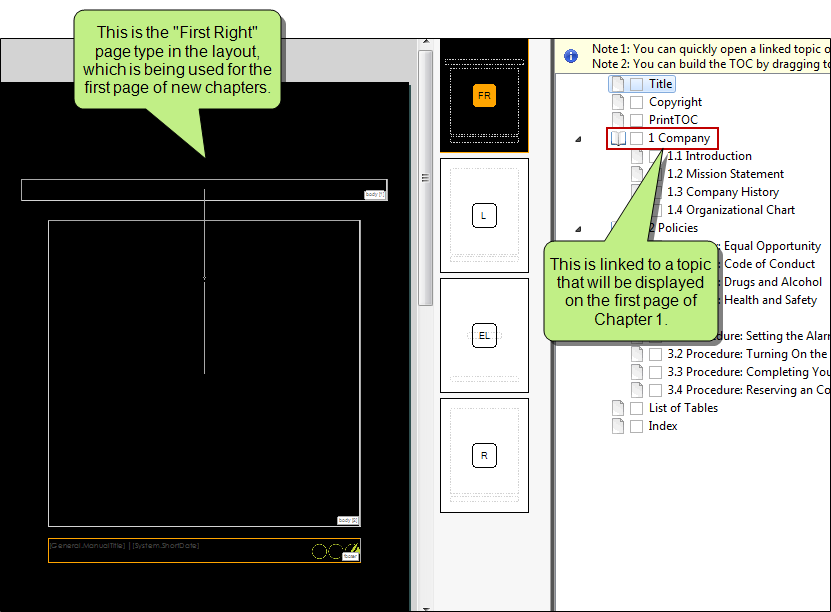 This is the "First Right"
page type in the layout,
which is being used for the
first page of new chapters.
body [1]
body [2]
[General.ManualTitle] | [System.ShortDate]
footer
FR
L
EL
R
Note 1: You can quickly open a linked topic o
Note 2: You can build the TOC by dragging to
Title
Copyright
PrintTOC
1 Company
1.1 Introduction
1.2 Mission Statement
1.3 Company History
1.4 Organizational Chart
2 Policies
: Equal Opportunity
: Code of Conduct
: Drugs and Alcohol
: Health and Safety
dure: Setting the Alarm
3.2 Procedure: Turning On the
3.3 Procedure: Completing You
3.4 Procedure: Reserving an Co
List of Tables
Index
This is linked to a topic
that will be displayed
on the first page of
Chapter 1.